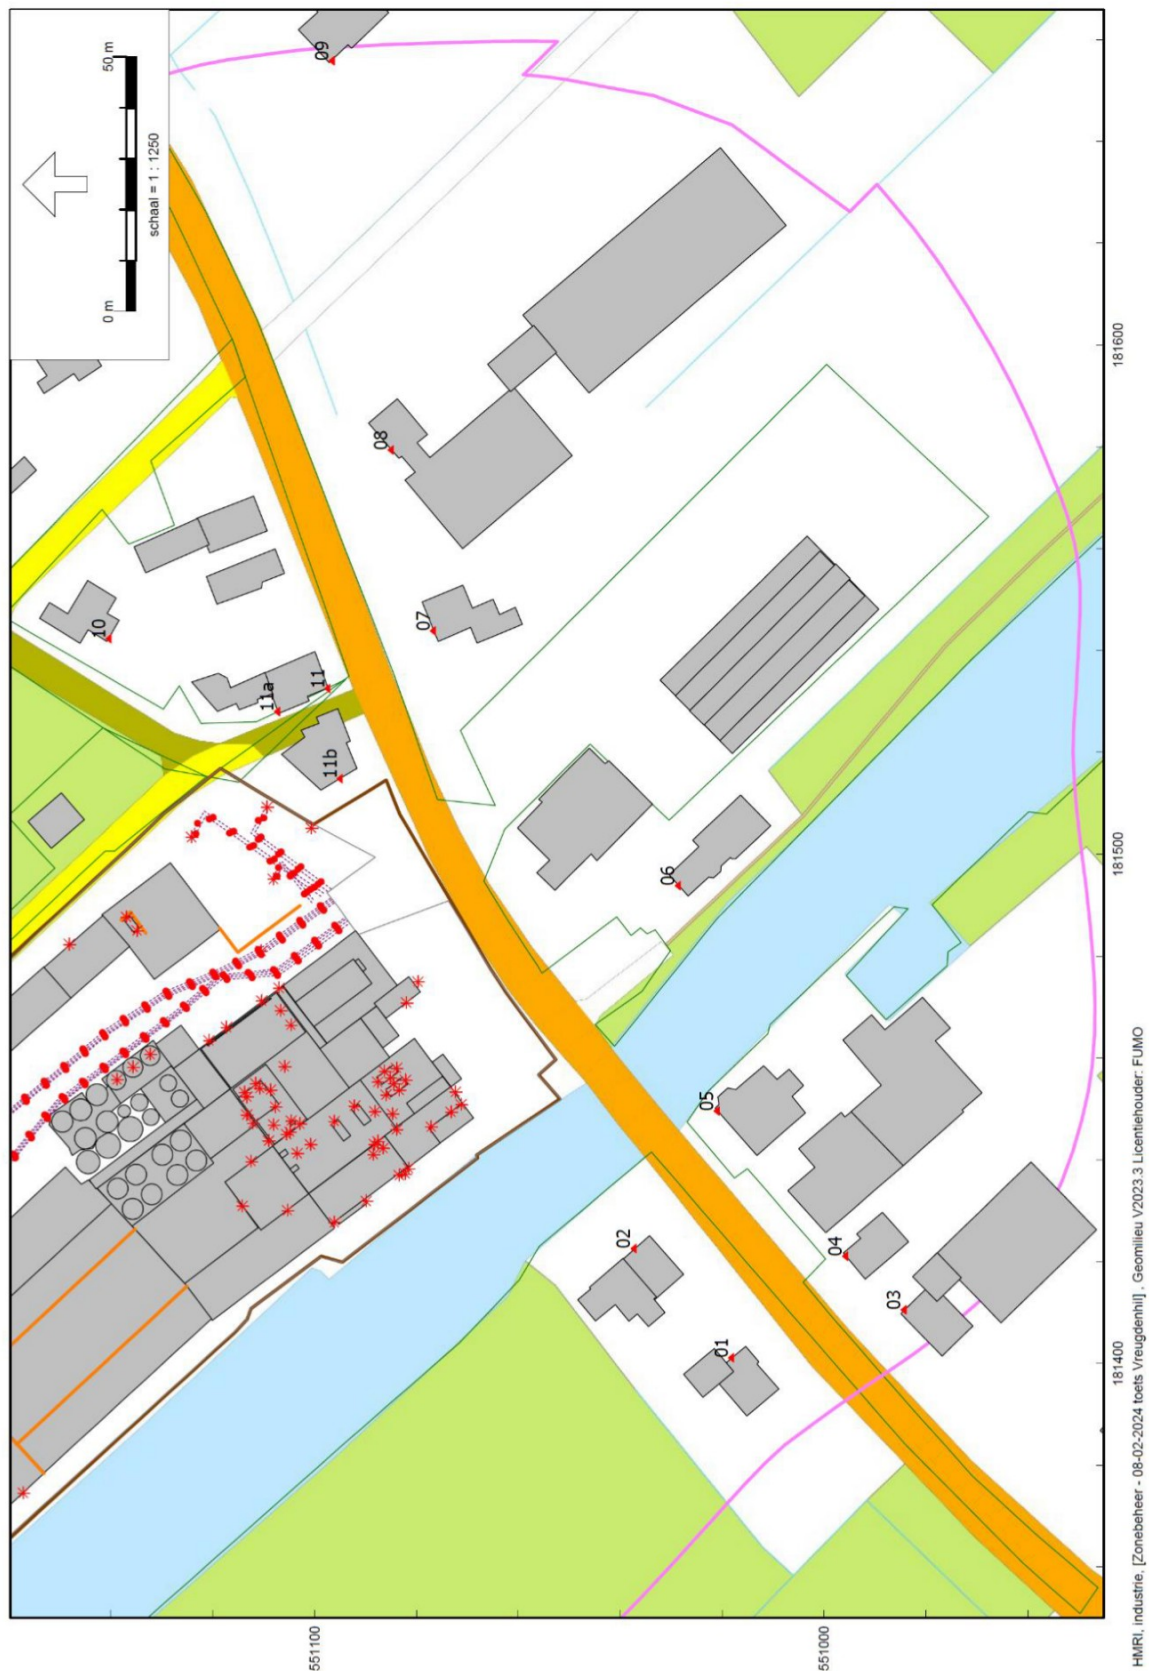 0 m
50 m
schaal = 1 : 1250
09
08
10
07
11a
11
11b
06
05
02
04
03
01
551100
551000
181600
181500
181400
HMRI, industrie, [Zonebeheer - 08-02-2024 toets Vreugdenhil] , Geomilieu V2023.3 Licentiehouder: FUMO